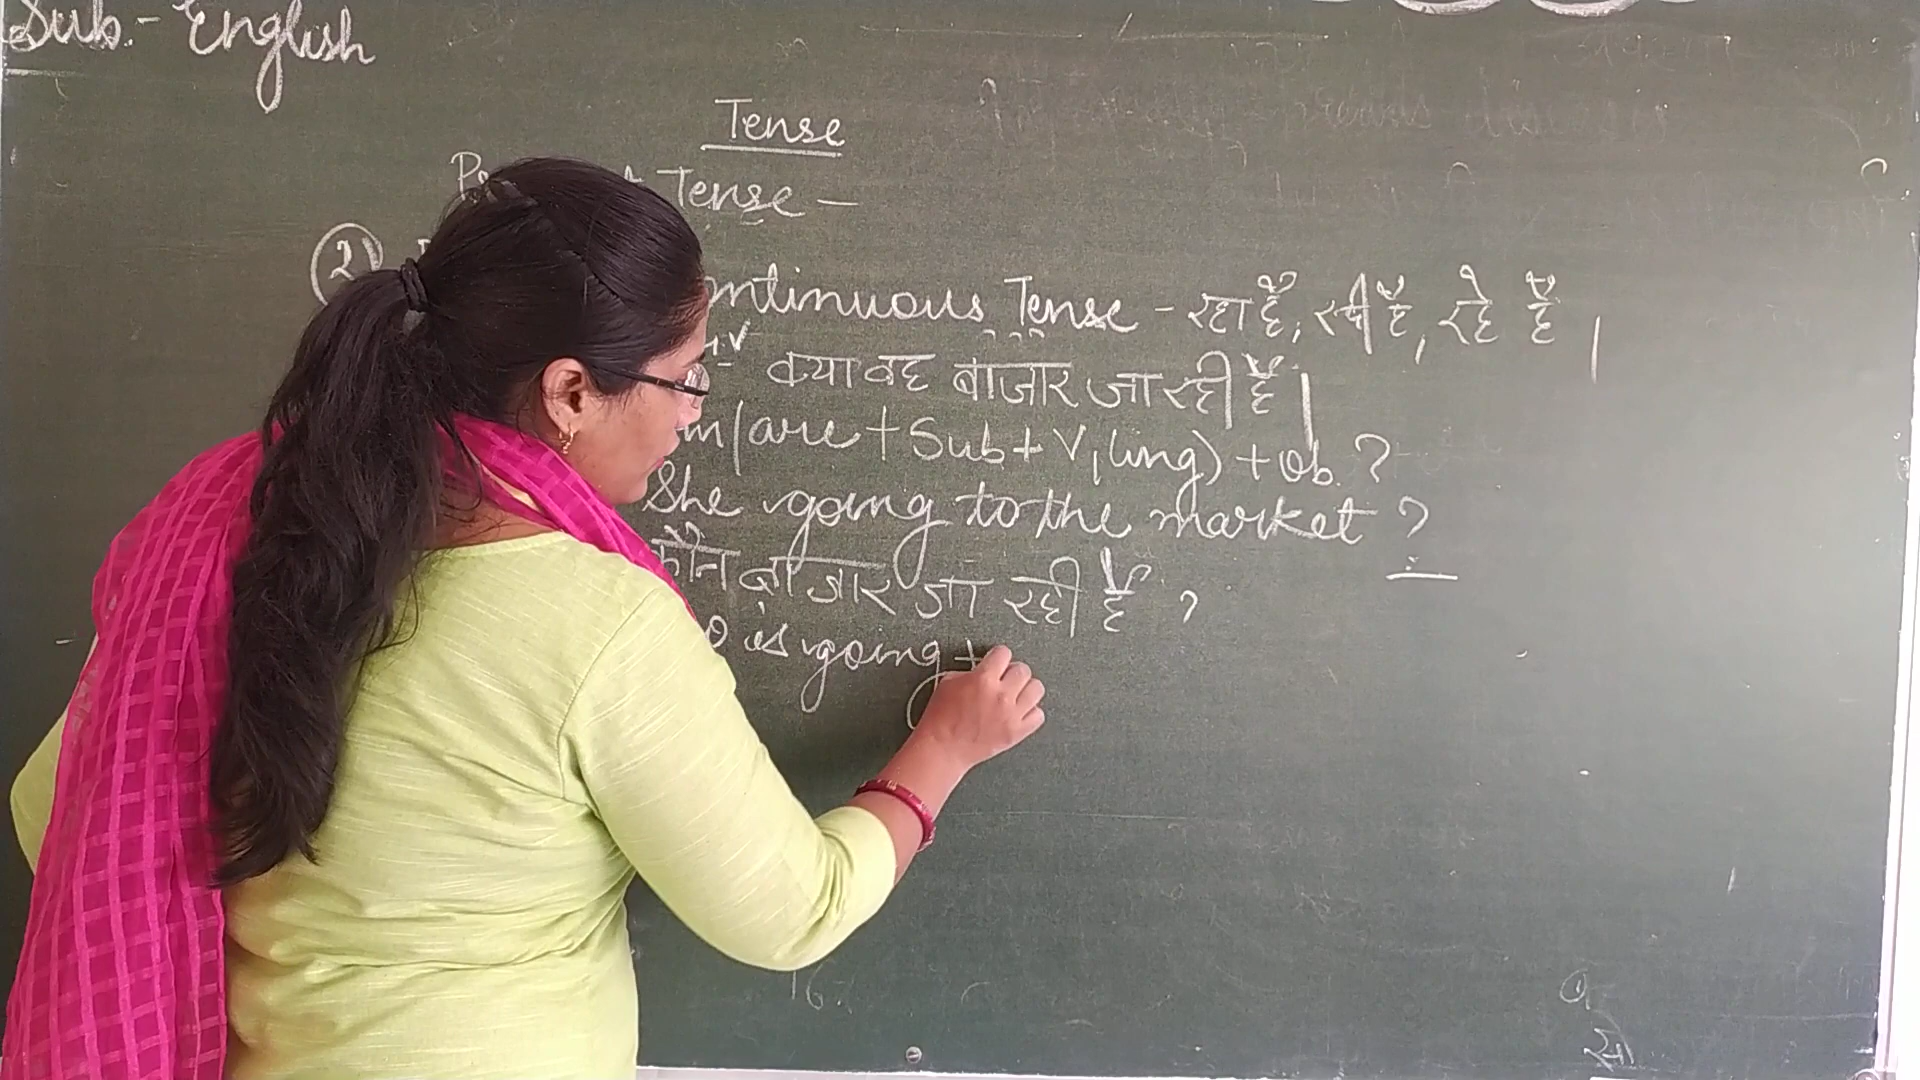 Sub.- English
Tense
Tense -
2
ontinuous Tense - रहा है, रही है, रहे हैं |
क्या वह बाजार जा रही है |
m/are + Sub + V1(ing) + ob. ?
She going to the market ?
कौन बाजार जा रही है ?
is going